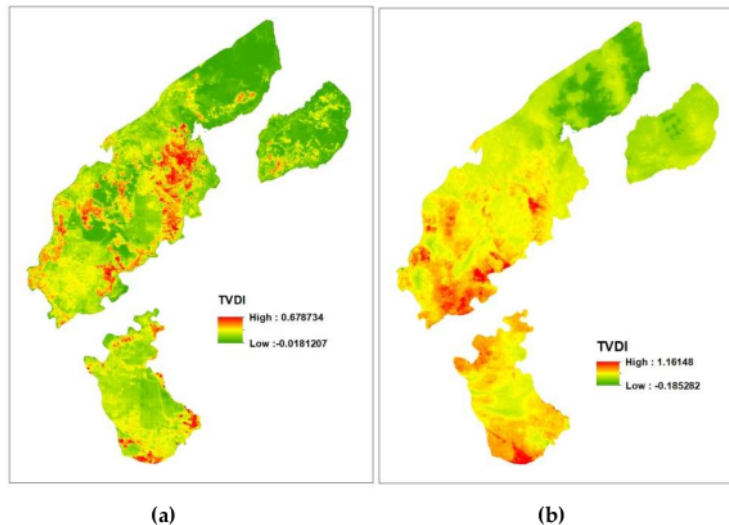 TVDI
High : 0.678734
Low : -0.0181207
TVDI
High : 1.16148
Low : -0.185282
(a)
(b)